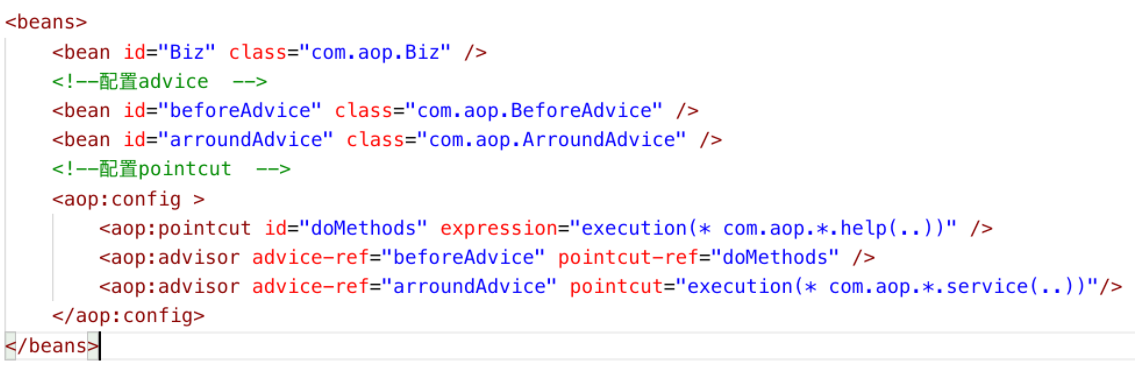 <beans>
    <bean id="Biz" class="com.aop.Biz" />
    <!--配置advice  -->
    <bean id="beforeAdvice" class="com.aop.BeforeAdvice" />
    <bean id="arroundAdvice" class="com.aop.ArroundAdvice" />
    <!--配置pointcut  -->
    <aop:config >
        <aop:pointcut id="doMethods" expression="execution(* com.aop.*.help(..))" />
        <aop:advisor advice-ref="beforeAdvice" pointcut-ref="doMethods" />
        <aop:advisor advice-ref="arroundAdvice" pointcut="execution(* com.aop.*.service(..))"/>
    </aop:config>
</beans>